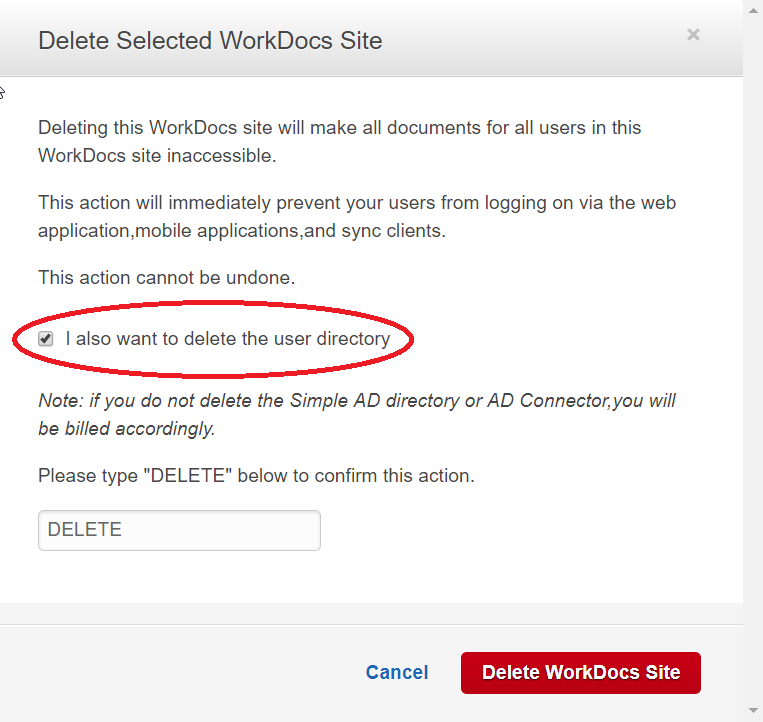 Delete Selected WorkDocs Site
×
Deleting this WorkDocs site will make all documents for all users in this
WorkDocs site inaccessible.
This action will immediately prevent your users from logging on via the web
application,mobile applications,and sync clients.
This action cannot be undone.
I also want to delete the user directory
Note: if you do not delete the Simple AD directory or AD Connector,you will
be billed accordingly.
Please type "DELETE" below to confirm this action.
DELETE
Cancel Delete WorkDocs Site